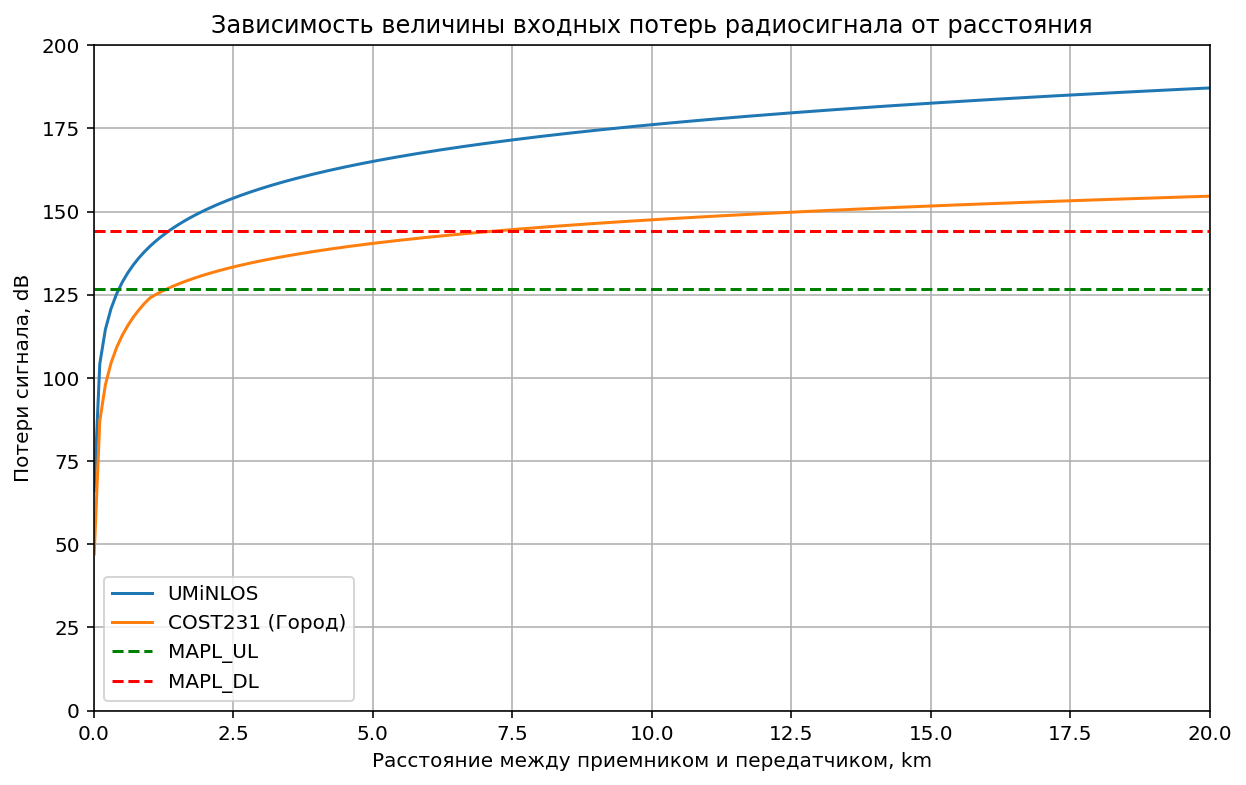 Зависимость величины входных потерь радиосигнала от расстояния
200
175
150
125
100
75
50
25
0
Потери сигнала, dB
UMiNLOS
COST231 (Город)
MAPL_UL
MAPL_DL
0.0 2.5 5.0 7.5 10.0 12.5 15.0 17.5 20.0
Расстояние между приемником и передатчиком, km